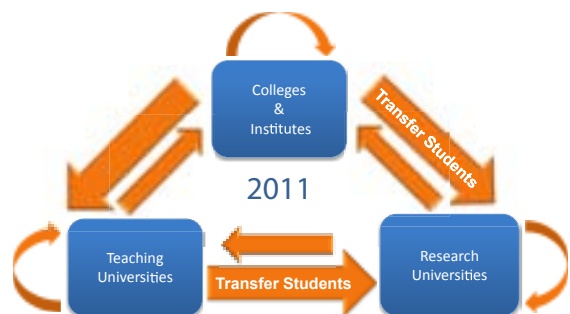 Colleges
&
Institutes
Transfer Students
2011
Teaching
Universities
Research
Universities
Transfer Students